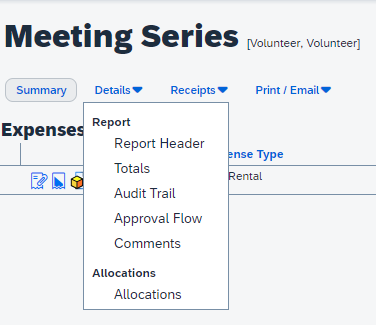 Meeting Series [Volunteer, Volunteer]
Summary Details Receipts Print / Email
Expenses
Report
Report Header
ense Type
Totals
Rental
Audit Trail
Approval Flow
Comments
Allocations
Allocations